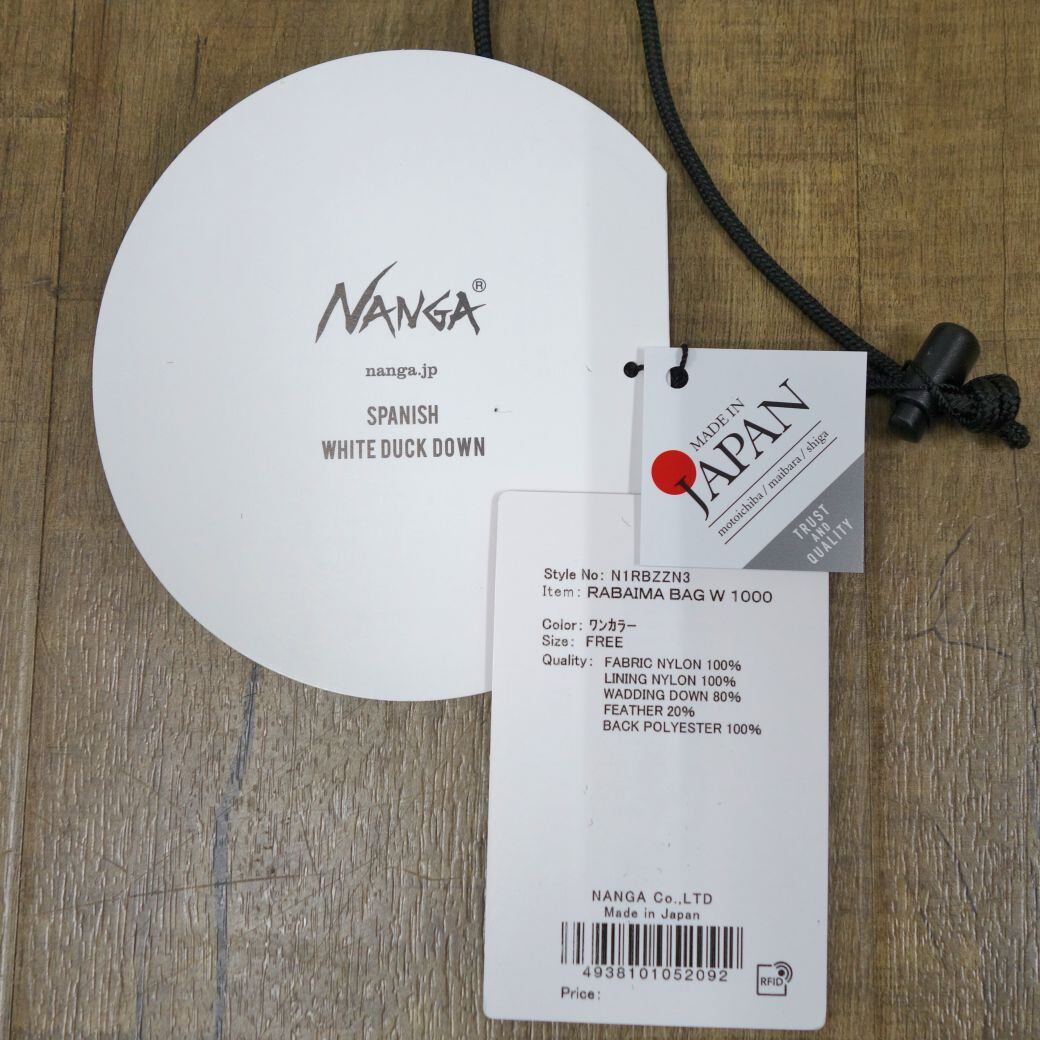 NANGA®
nanga.jp
SPANISH
WHITE DUCK DOWN
MADE IN
JAPAN
motoichiba / maibara / shiga
TRUST
AND
QUALITY
Style No: N1RBZZN3
Item: RABAIMA BAG W 1000
Color: ワンカラー
Size: FREE
Quality: FABRIC NYLON 100%
LINING NYLON 100%
WADDING DOWN 80%
FEATHER 20%
BACK POLYESTER 100%
NANGA Co.,LTD
Made in Japan
4938101052092
RFID
Price: